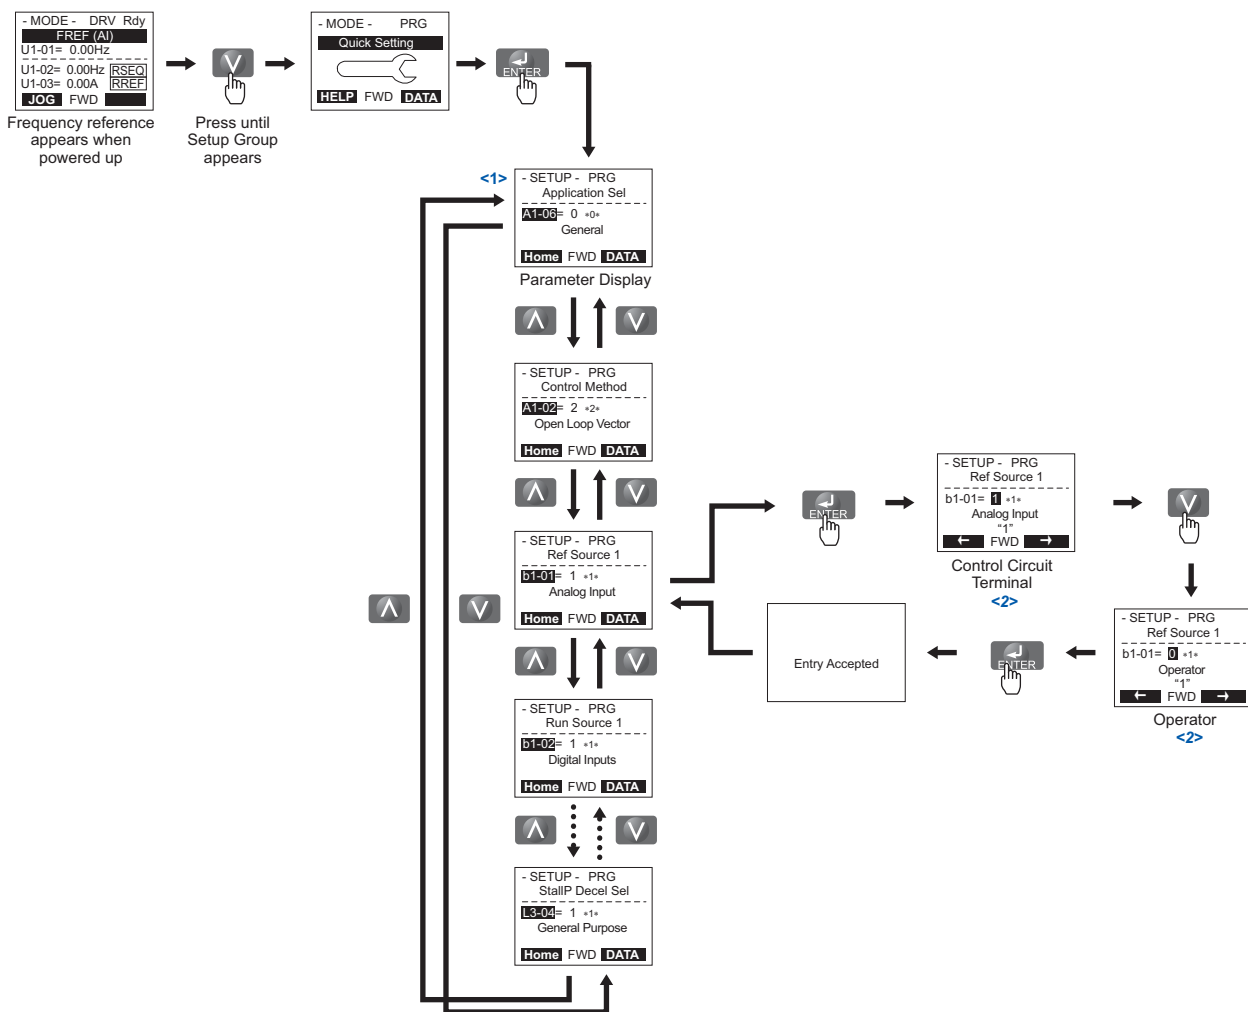 - MODE - DRV Rdy
FREF (AI)
U1-01= 0.00Hz
U1-02= 0.00Hz RSEQ
U1-03= 0.00A RREF
JOG FWD
Frequency reference
appears when
powered up
Press until
Setup Group
appears
- MODE - PRG
Quick Setting
HELP FWD DATA
ENTER
<1>
- SETUP - PRG
Application Sel
A1-06= 0 *0*
General
Home FWD DATA
Parameter Display
- SETUP - PRG
Control Method
A1-02= 2 *2*
Open Loop Vector
Home FWD DATA
- SETUP - PRG
Ref Source 1
b1-01= 1 *1*
Analog Input
Home FWD DATA
- SETUP - PRG
Run Source 1
b1-02= 1 *1*
Digital Inputs
Home FWD DATA
- SETUP - PRG
StallP Decel Sel
L3-04= 1 *1*
General Purpose
Home FWD DATA
ENTER
- SETUP - PRG
Ref Source 1
b1-01= 1 *1*
Analog Input
“1”
← FWD →
Control Circuit
Terminal
<2>
- SETUP - PRG
Ref Source 1
b1-01= 0 *1*
Operator
“1”
← FWD →
Operator
<2>
ENTER
Entry Accepted